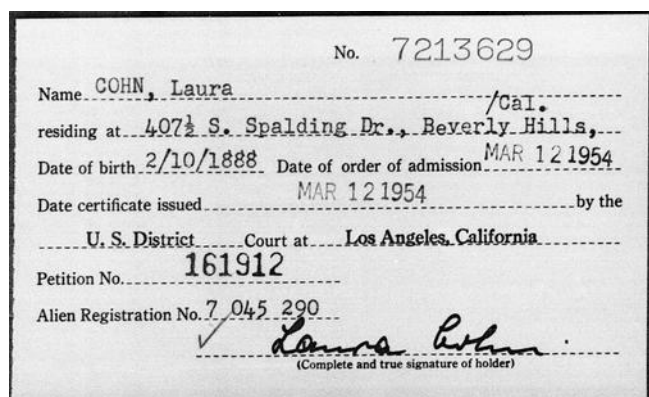 No. 7213629
Name COHN, Laura
/Cal.
residing at 407½ S. Spalding Dr., Beverly Hills,
Date of birth 2/10/1888 Date of order of admission MAR 12 1954
Date certificate issued MAR 12 1954 by the
U. S. District Court at Los Angeles, California
Petition No. 161912
Alien Registration No. 7 045 290
Laura Cohn
(Complete and true signature of holder)